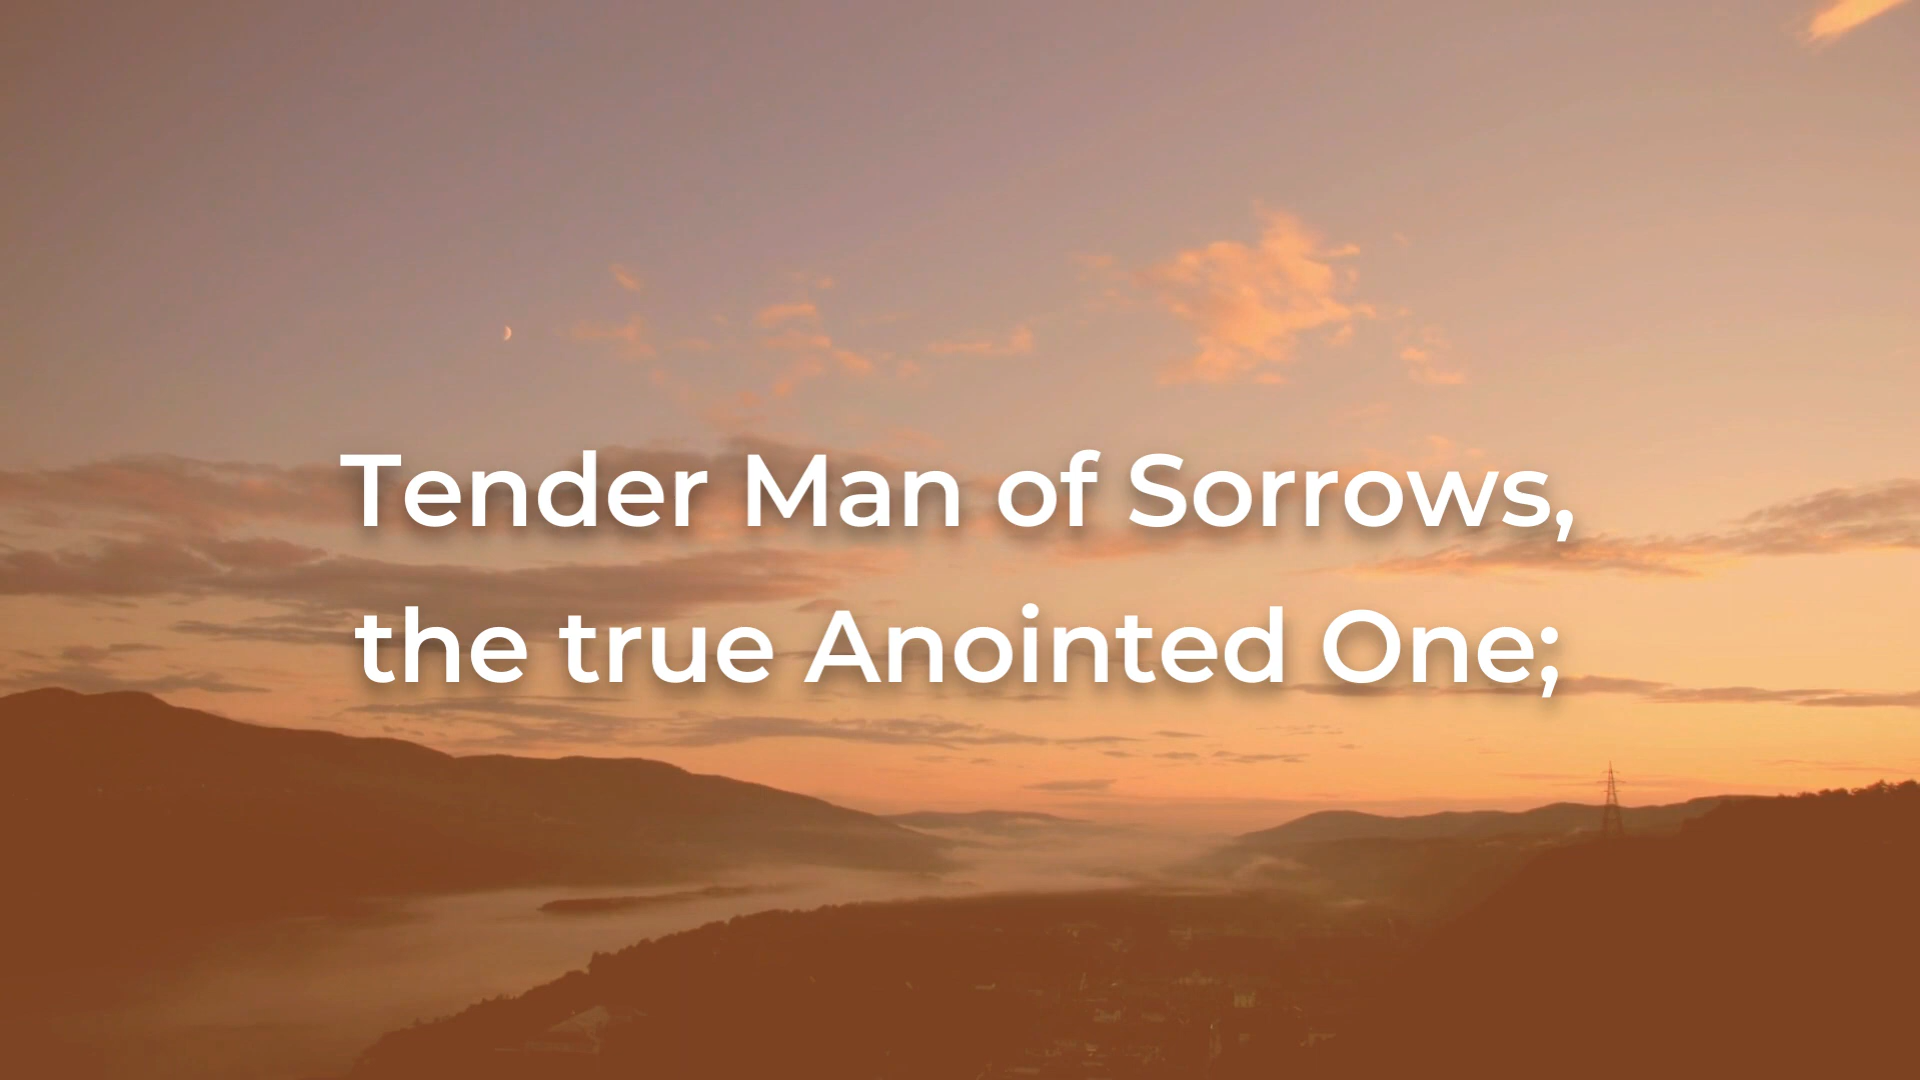 Tender Man of Sorrows,
the true Anointed One;